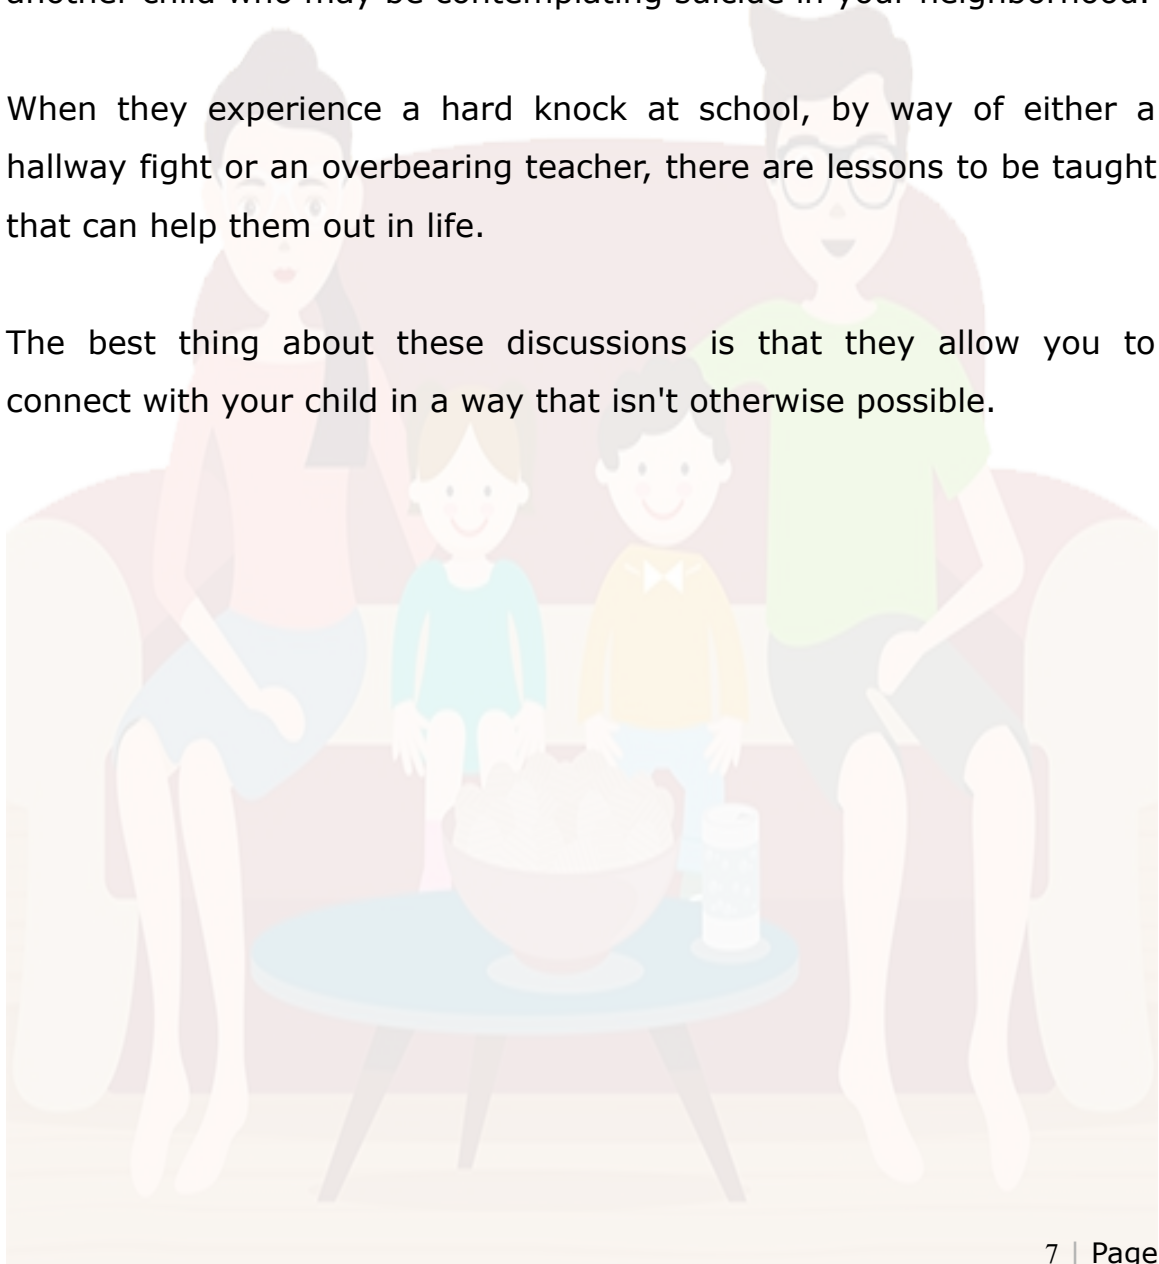 another child who may be contemplating suicide in your neighborhood.
When they experience a hard knock at school, by way of either a
hallway fight or an overbearing teacher, there are lessons to be taught
that can help them out in life.
The best thing about these discussions is that they allow you to
connect with your child in a way that isn't otherwise possible.
7 | Page